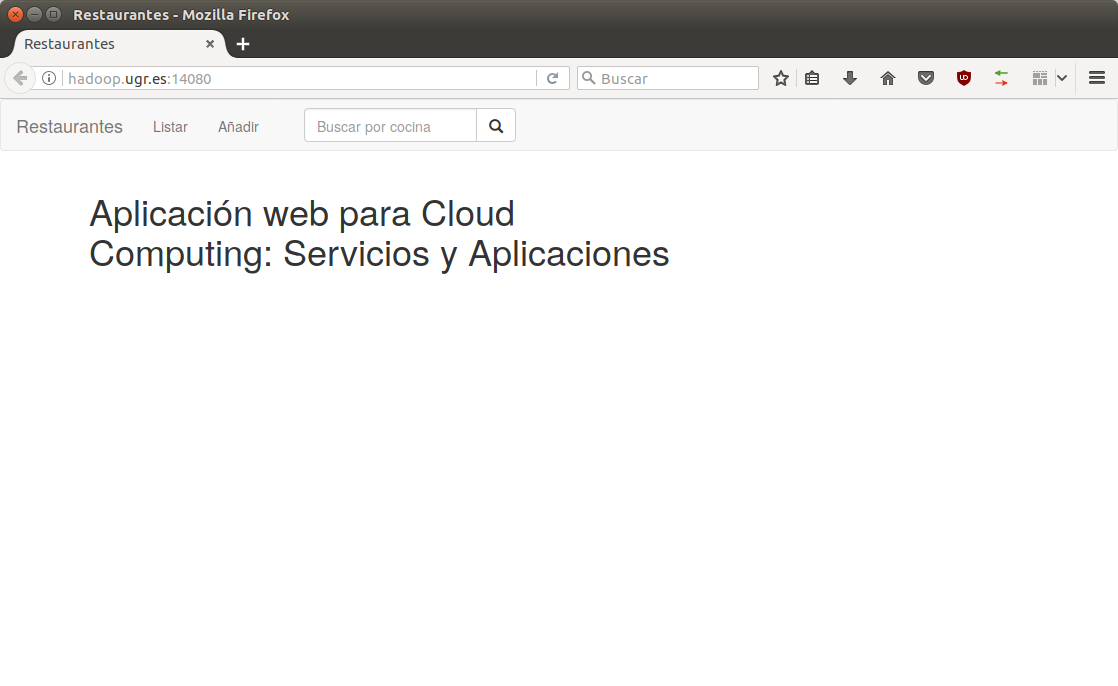 Restaurantes - Mozilla Firefox
Restaurantes
hadoop.ugr.es:14080
Buscar
Restaurantes Listar Añadir Buscar por cocina
Aplicación web para Cloud
Computing: Servicios y Aplicaciones